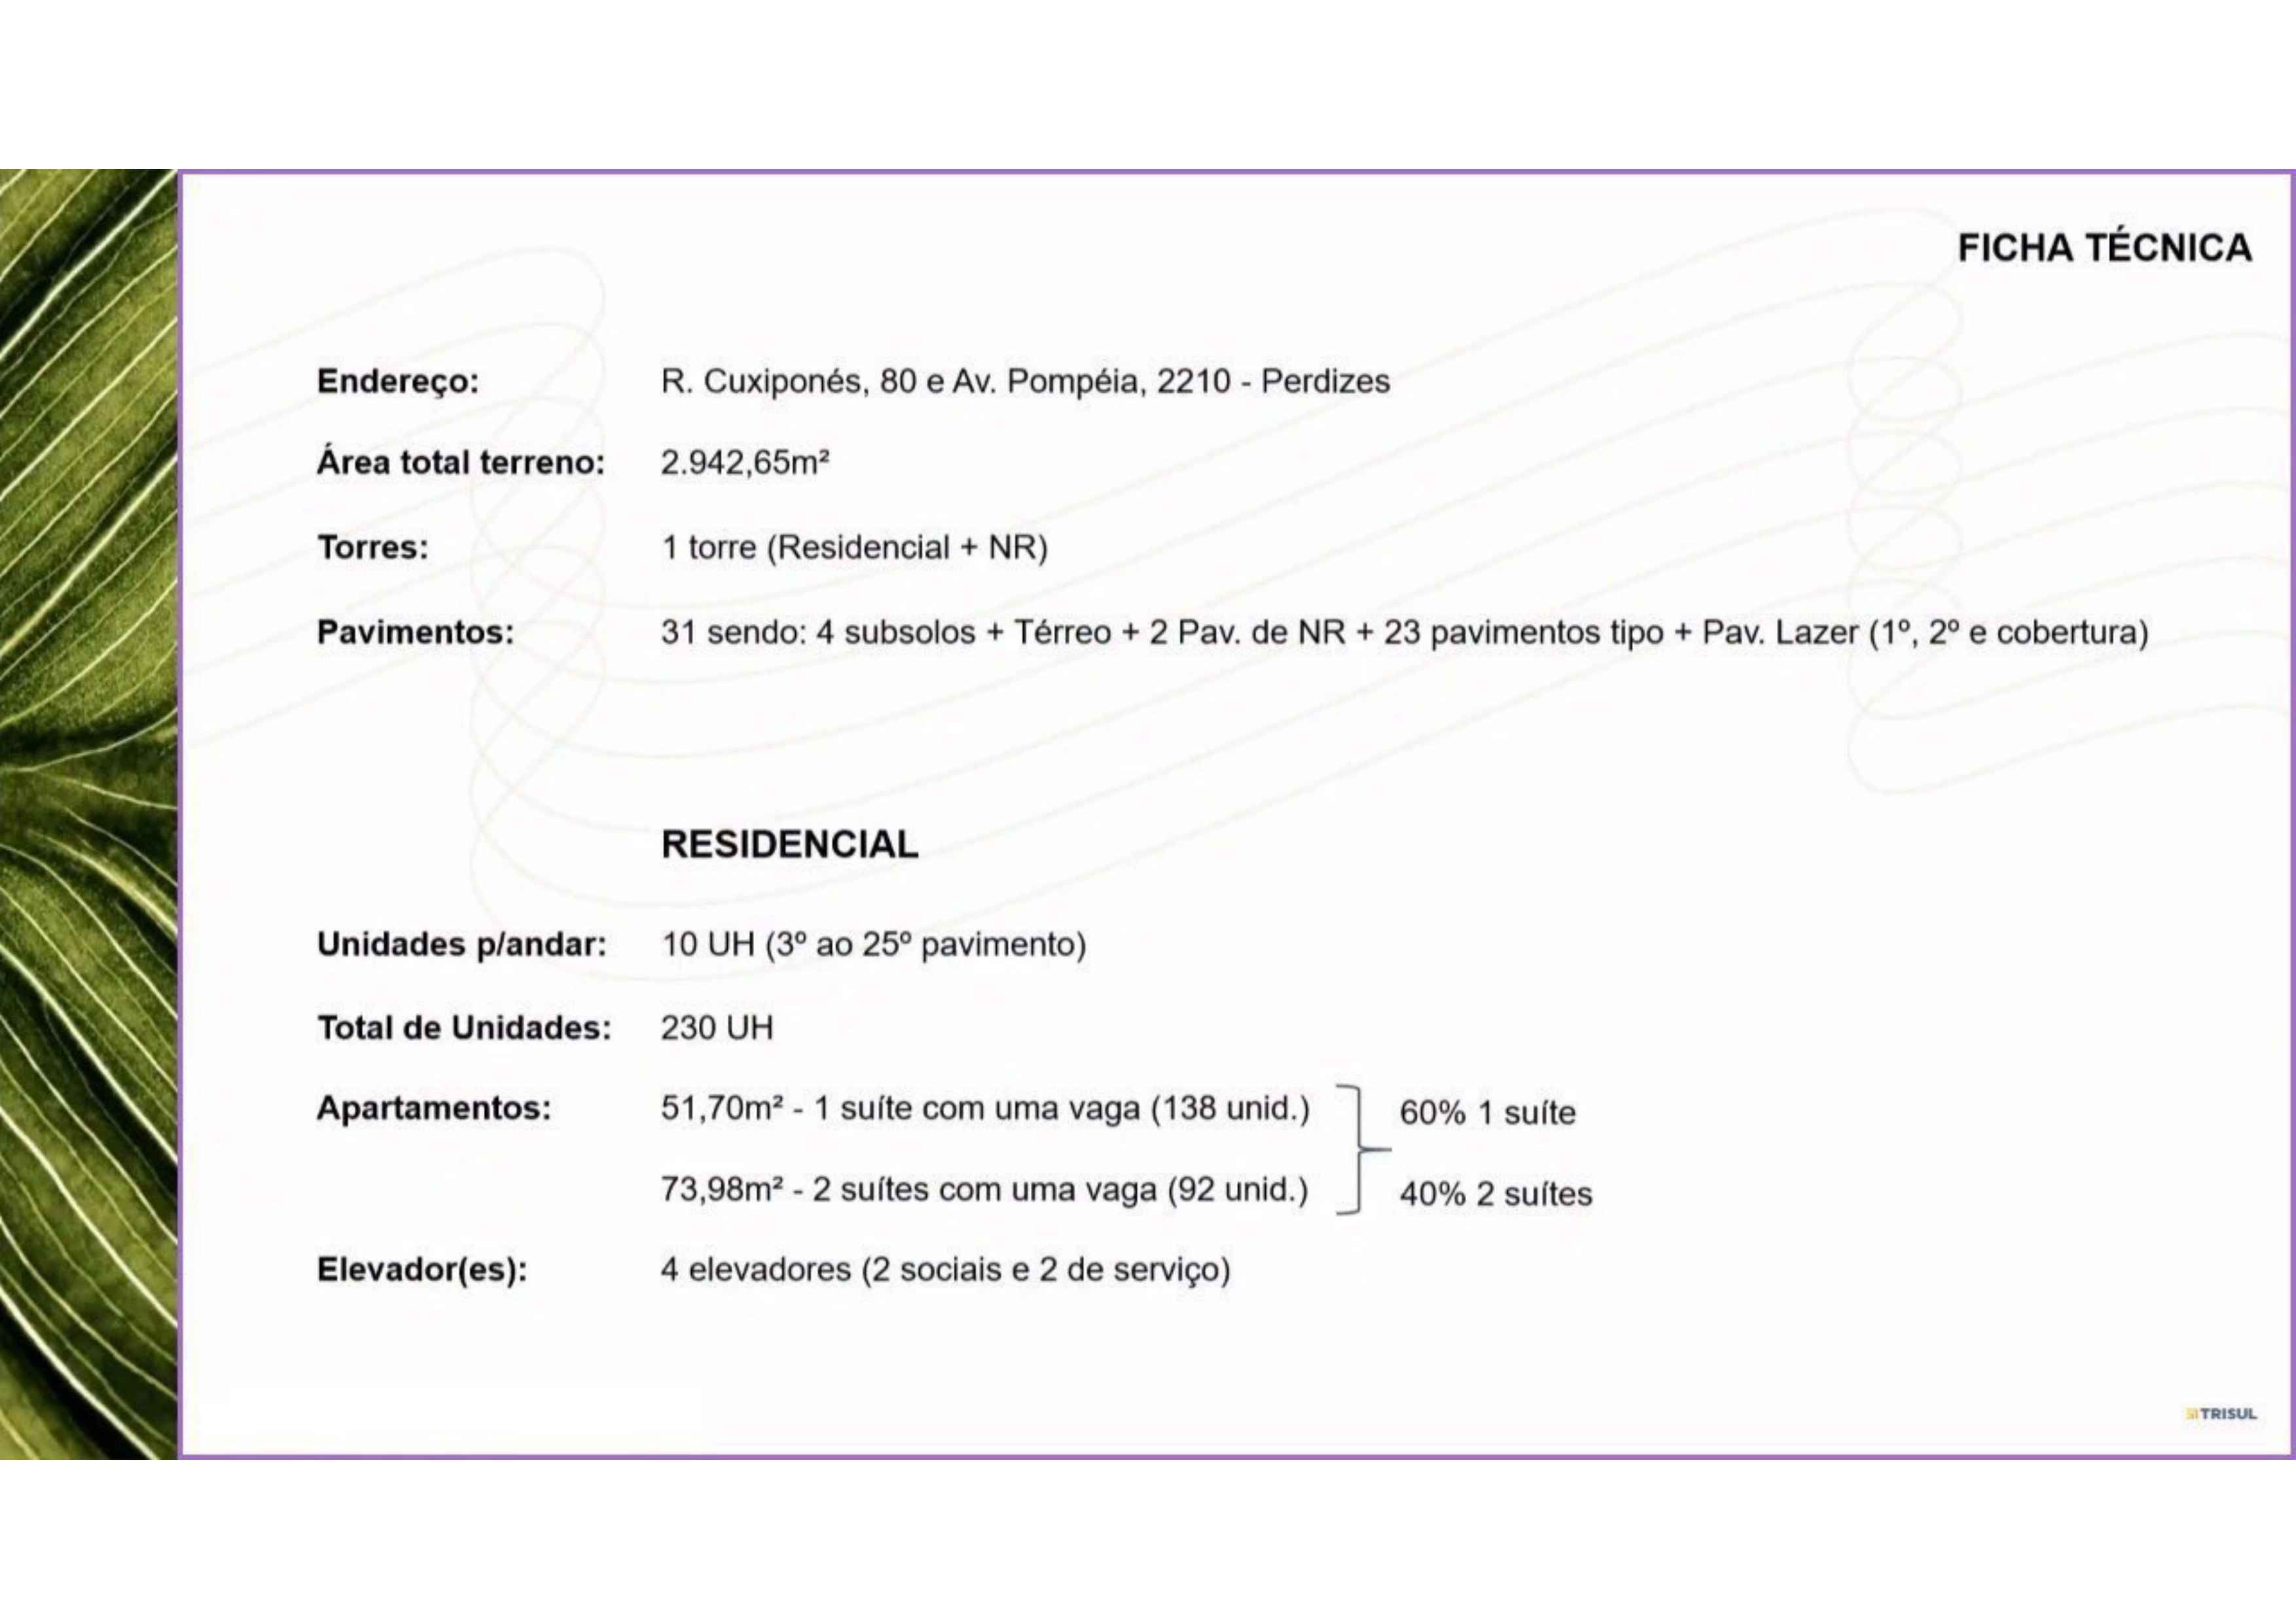 FICHA TÉCNICA
Endereço: R. Cuxiponés, 80 e Av. Pompéia, 2210 - Perdizes
Área total terreno: 2.942,65m²
Torres: 1 torre (Residencial + NR)
Pavimentos: 31 sendo: 4 subsolos + Térreo + 2 Pav. de NR + 23 pavimentos tipo + Pav. Lazer (1º, 2º e cobertura)
RESIDENCIAL
Unidades p/andar: 10 UH (3º ao 25º pavimento)
Total de Unidades: 230 UH
Apartamentos: 51,70m² - 1 suíte com uma vaga (138 unid.) 60% 1 suíte
73,98m² - 2 suítes com uma vaga (92 unid.) 40% 2 suítes
Elevador(es): 4 elevadores (2 sociais e 2 de serviço)
TRISUL